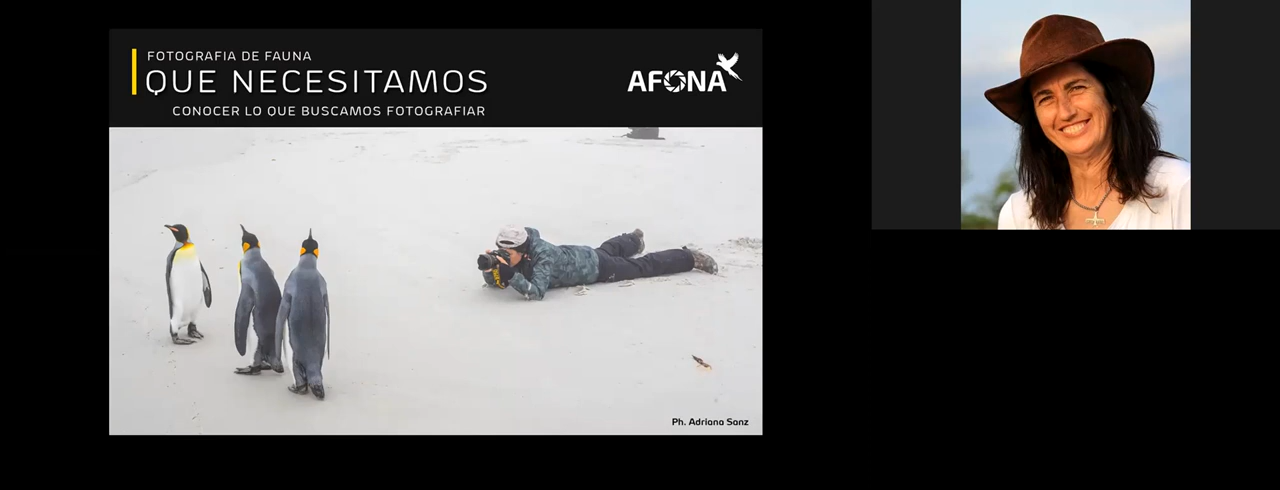 FOTOGRAFIA DE FAUNA
QUE NECESITAMOS
CONOCER LO QUE BUSCAMOS FOTOGRAFIAR
AFONA
Ph. Adriana Sanz